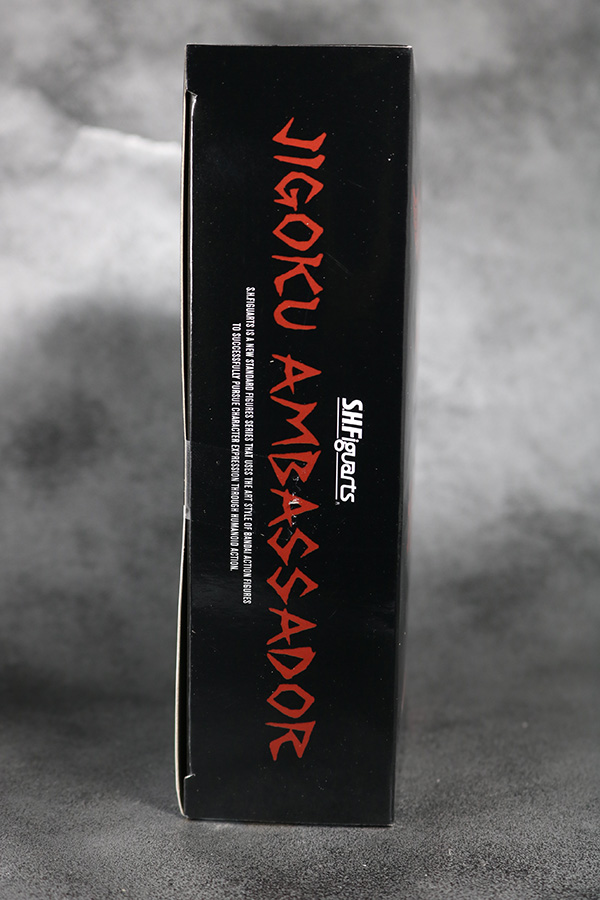 S.H.Figuarts
JIGOKU AMBASSADOR
S.H.FIGUARTS IS A NEW STANDARD FIGURES SERIES THAT USES THE ART STYLE OF BANDAI ACTION FIGURES
TO SUCCESSFULLY PURSUE CHARACTER EXPRESSION THROUGH HUMANOID ACTION.